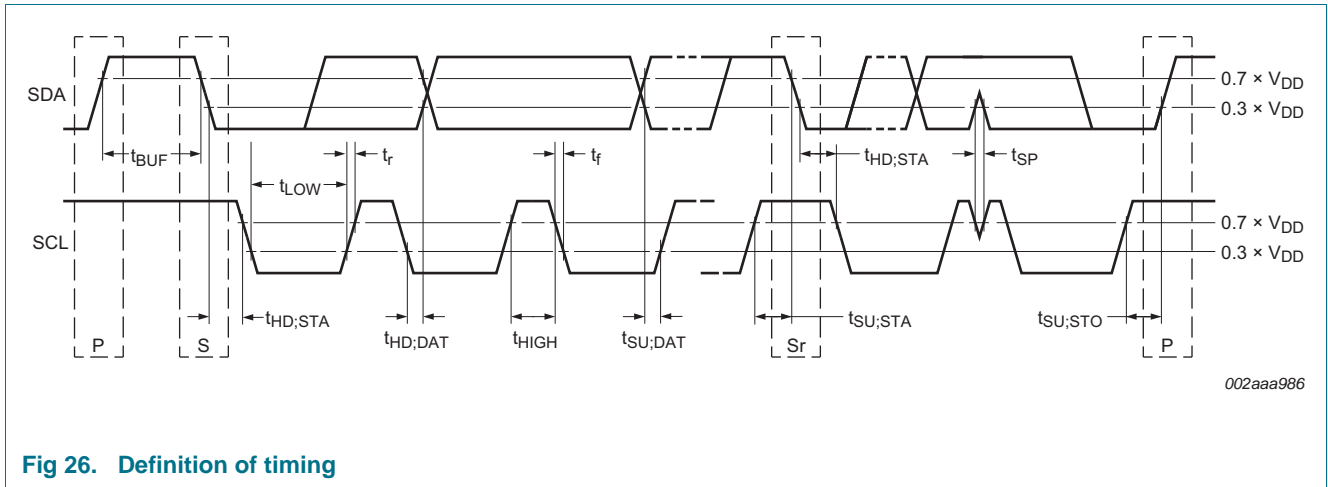 SDA
0.7 × VDD
0.3 × VDD
tBUF
tr
tf
tHD;STA
tSP
tLOW
SCL
0.7 × VDD
0.3 × VDD
tHD;STA
tHD;DAT
tHIGH
tSU;DAT
tSU;STA
tSU;STO
P
S
Sr
P
002aaa986
Fig 26. Definition of timing